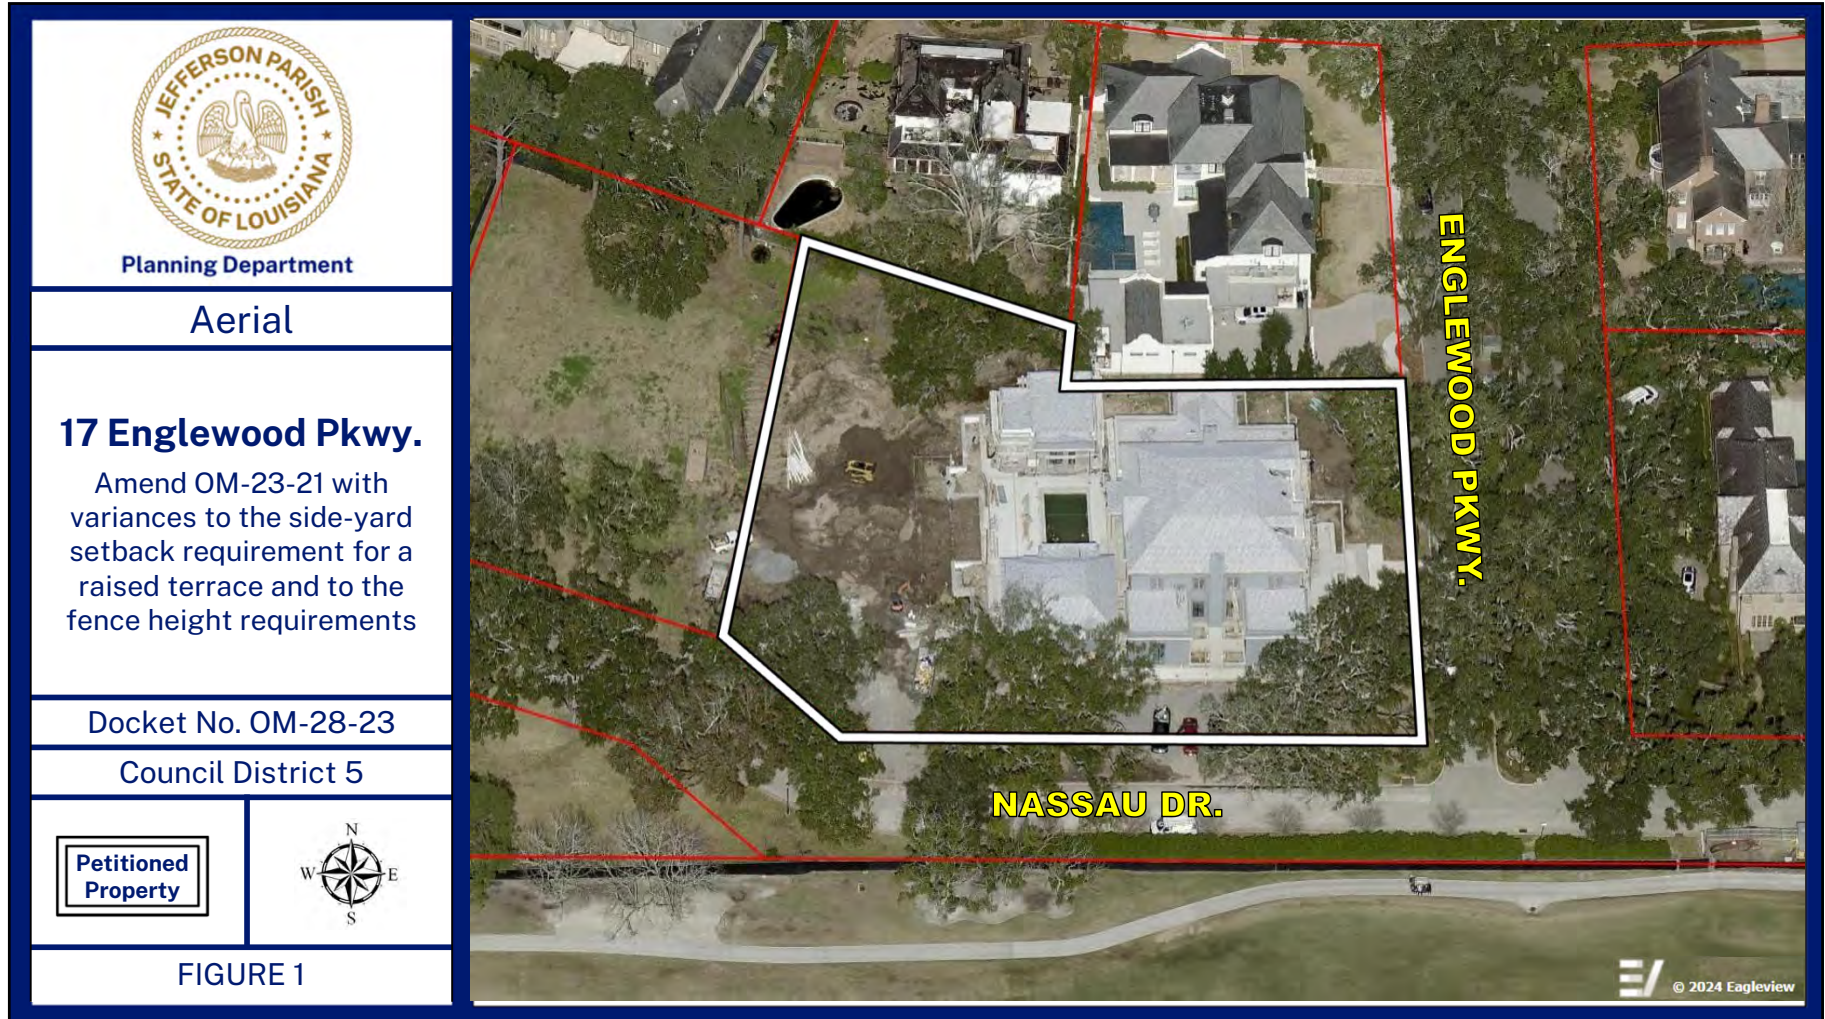 JEFFERSON PARISH
STATE OF LOUISIANA
Planning Department
Aerial
17 Englewood Pkwy.
Amend OM-23-21 with
variances to the side-yard
setback requirement for a
raised terrace and to the
fence height requirements
Docket No. OM-28-23
Council District 5
Petitioned
Property
N
W E
S
FIGURE 1
ENGLEWOOD PKWY.
NASSAU DR.
© 2024 Eagleview